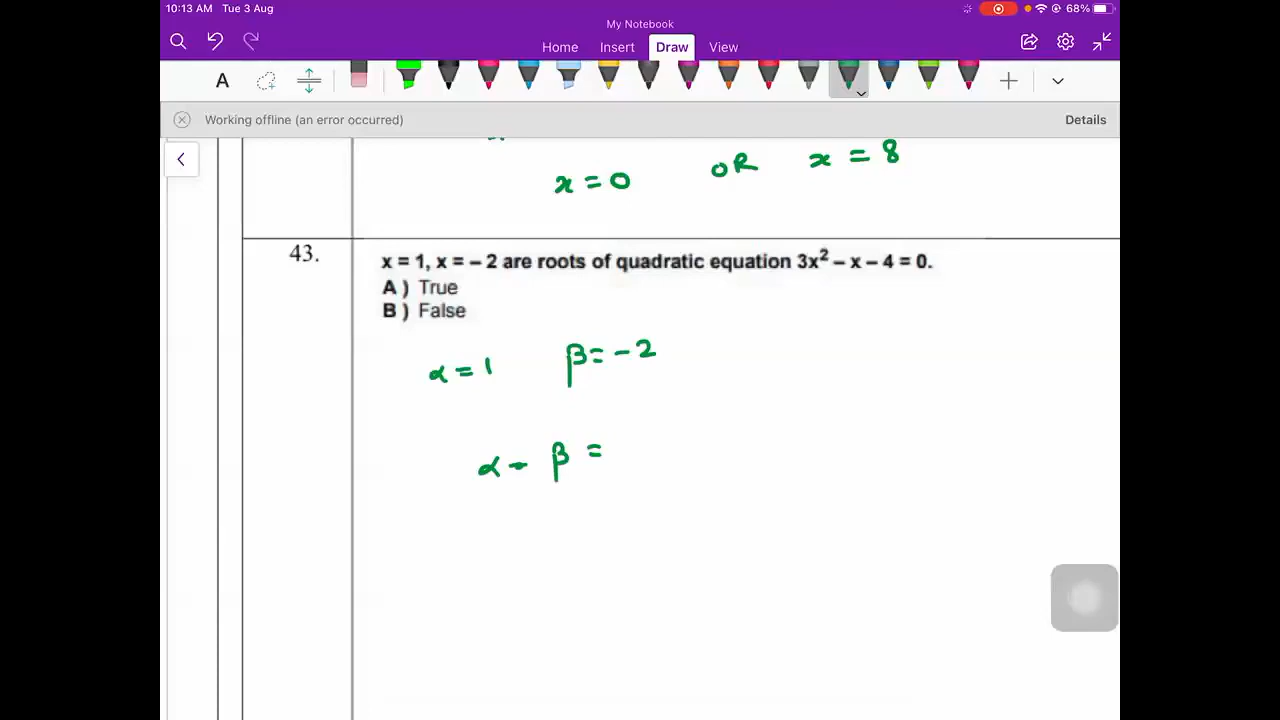 10:13 AM Tue 3 Aug
68%
My Notebook
Home Insert Draw View
A
Working offline (an error occurred) Details
x = 0 OR x = 8
43. x = 1, x = – 2 are roots of quadratic equation 3x² – x – 4 = 0.
A ) True
B ) False
α = 1 β = -2
α - β =